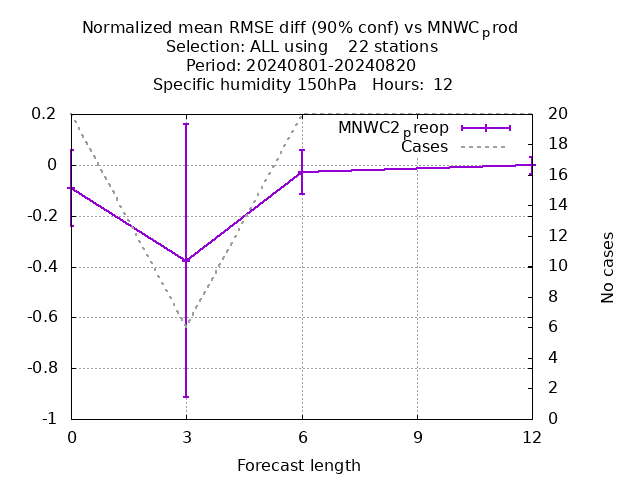 Normalized mean RMSE diff (90% conf) vs MNWCprod
Selection: ALL using 22 stations
Period: 20240801-20240820
Specific humidity 150hPa Hours: 12
MNWC2preop
Cases
0.2
0
-0.2
-0.4
-0.6
-0.8
-1
20
18
16
14
12
10
8
6
4
2
0
No cases
0 3 6 9 12
Forecast length